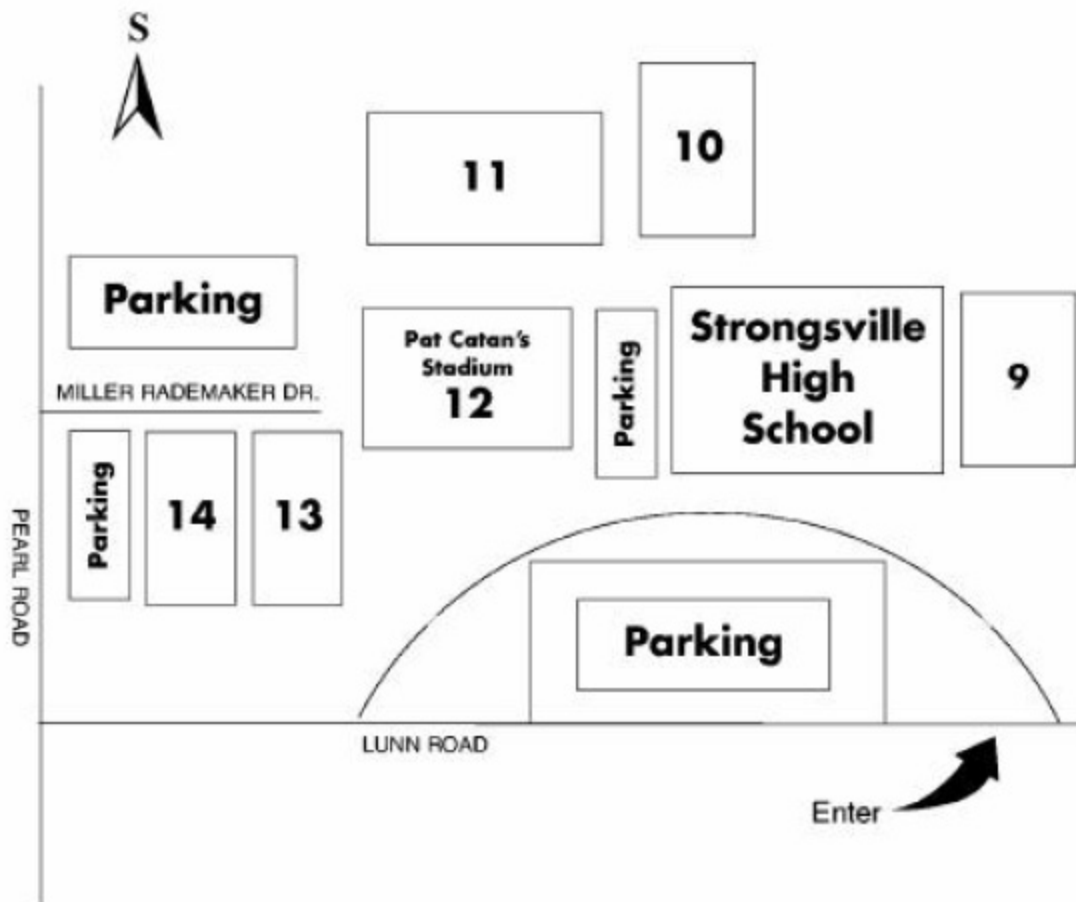 S
11
10
Parking
Pat Catan's
Stadium
12
Parking
Strongsville
High
School
9
MILLER RADEMAKER DR.
Parking
14
13
PEARL ROAD
Parking
LUNN ROAD
Enter